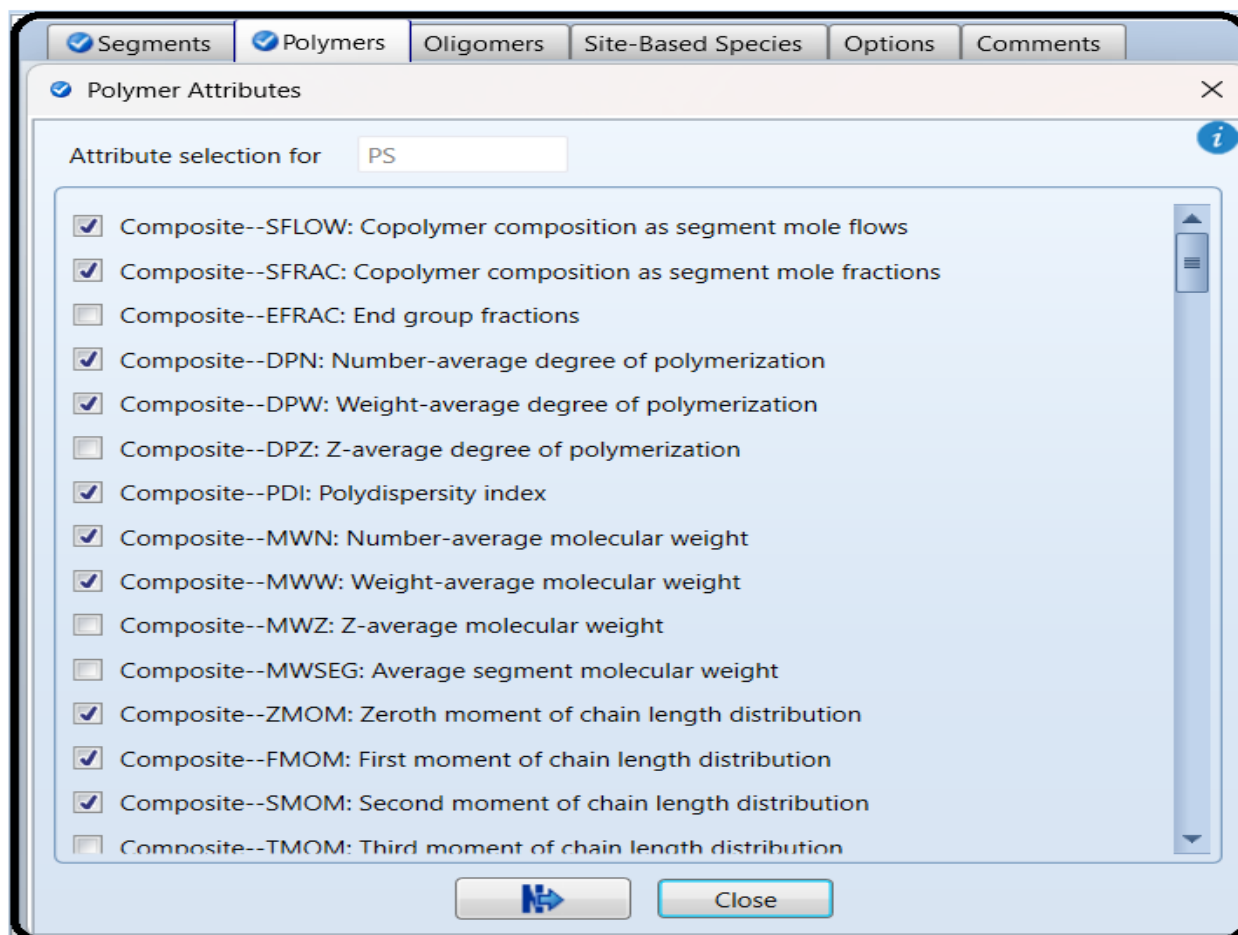 Segments Polymers Oligomers Site-Based Species Options Comments
Polymer Attributes
Attribute selection for PS
Composite--SFLOW: Copolymer composition as segment mole flows
Composite--SFRAC: Copolymer composition as segment mole fractions
Composite--EFRAC: End group fractions
Composite--DPN: Number-average degree of polymerization
Composite--DPW: Weight-average degree of polymerization
Composite--DPZ: Z-average degree of polymerization
Composite--PDI: Polydispersity index
Composite--MWN: Number-average molecular weight
Composite--MWW: Weight-average molecular weight
Composite--MWZ: Z-average molecular weight
Composite--MWSEG: Average segment molecular weight
Composite--ZMOM: Zeroth moment of chain length distribution
Composite--FMOM: First moment of chain length distribution
Composite--SMOM: Second moment of chain length distribution
Composite--TMOM: Third moment of chain length distribution
Close